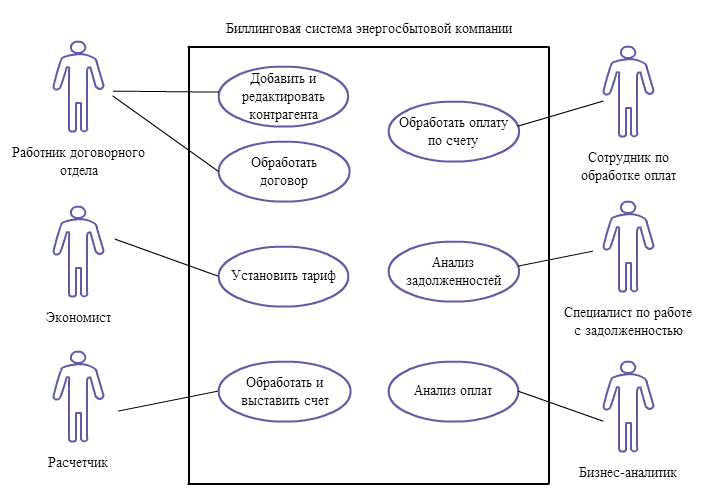 Биллинговая система энергосбытовой компании
Добавить и
редактировать
контрагента
Обработать оплату
по счету
Работник договорного
отдела
Обработать
договор
Сотрудник по
обработке оплат
Установить тариф
Анализ
задолженностей
Экономист
Специалист по работе
с задолженностью
Обработать и
выставить счет
Анализ оплат
Расчетчик
Бизнес-аналитик